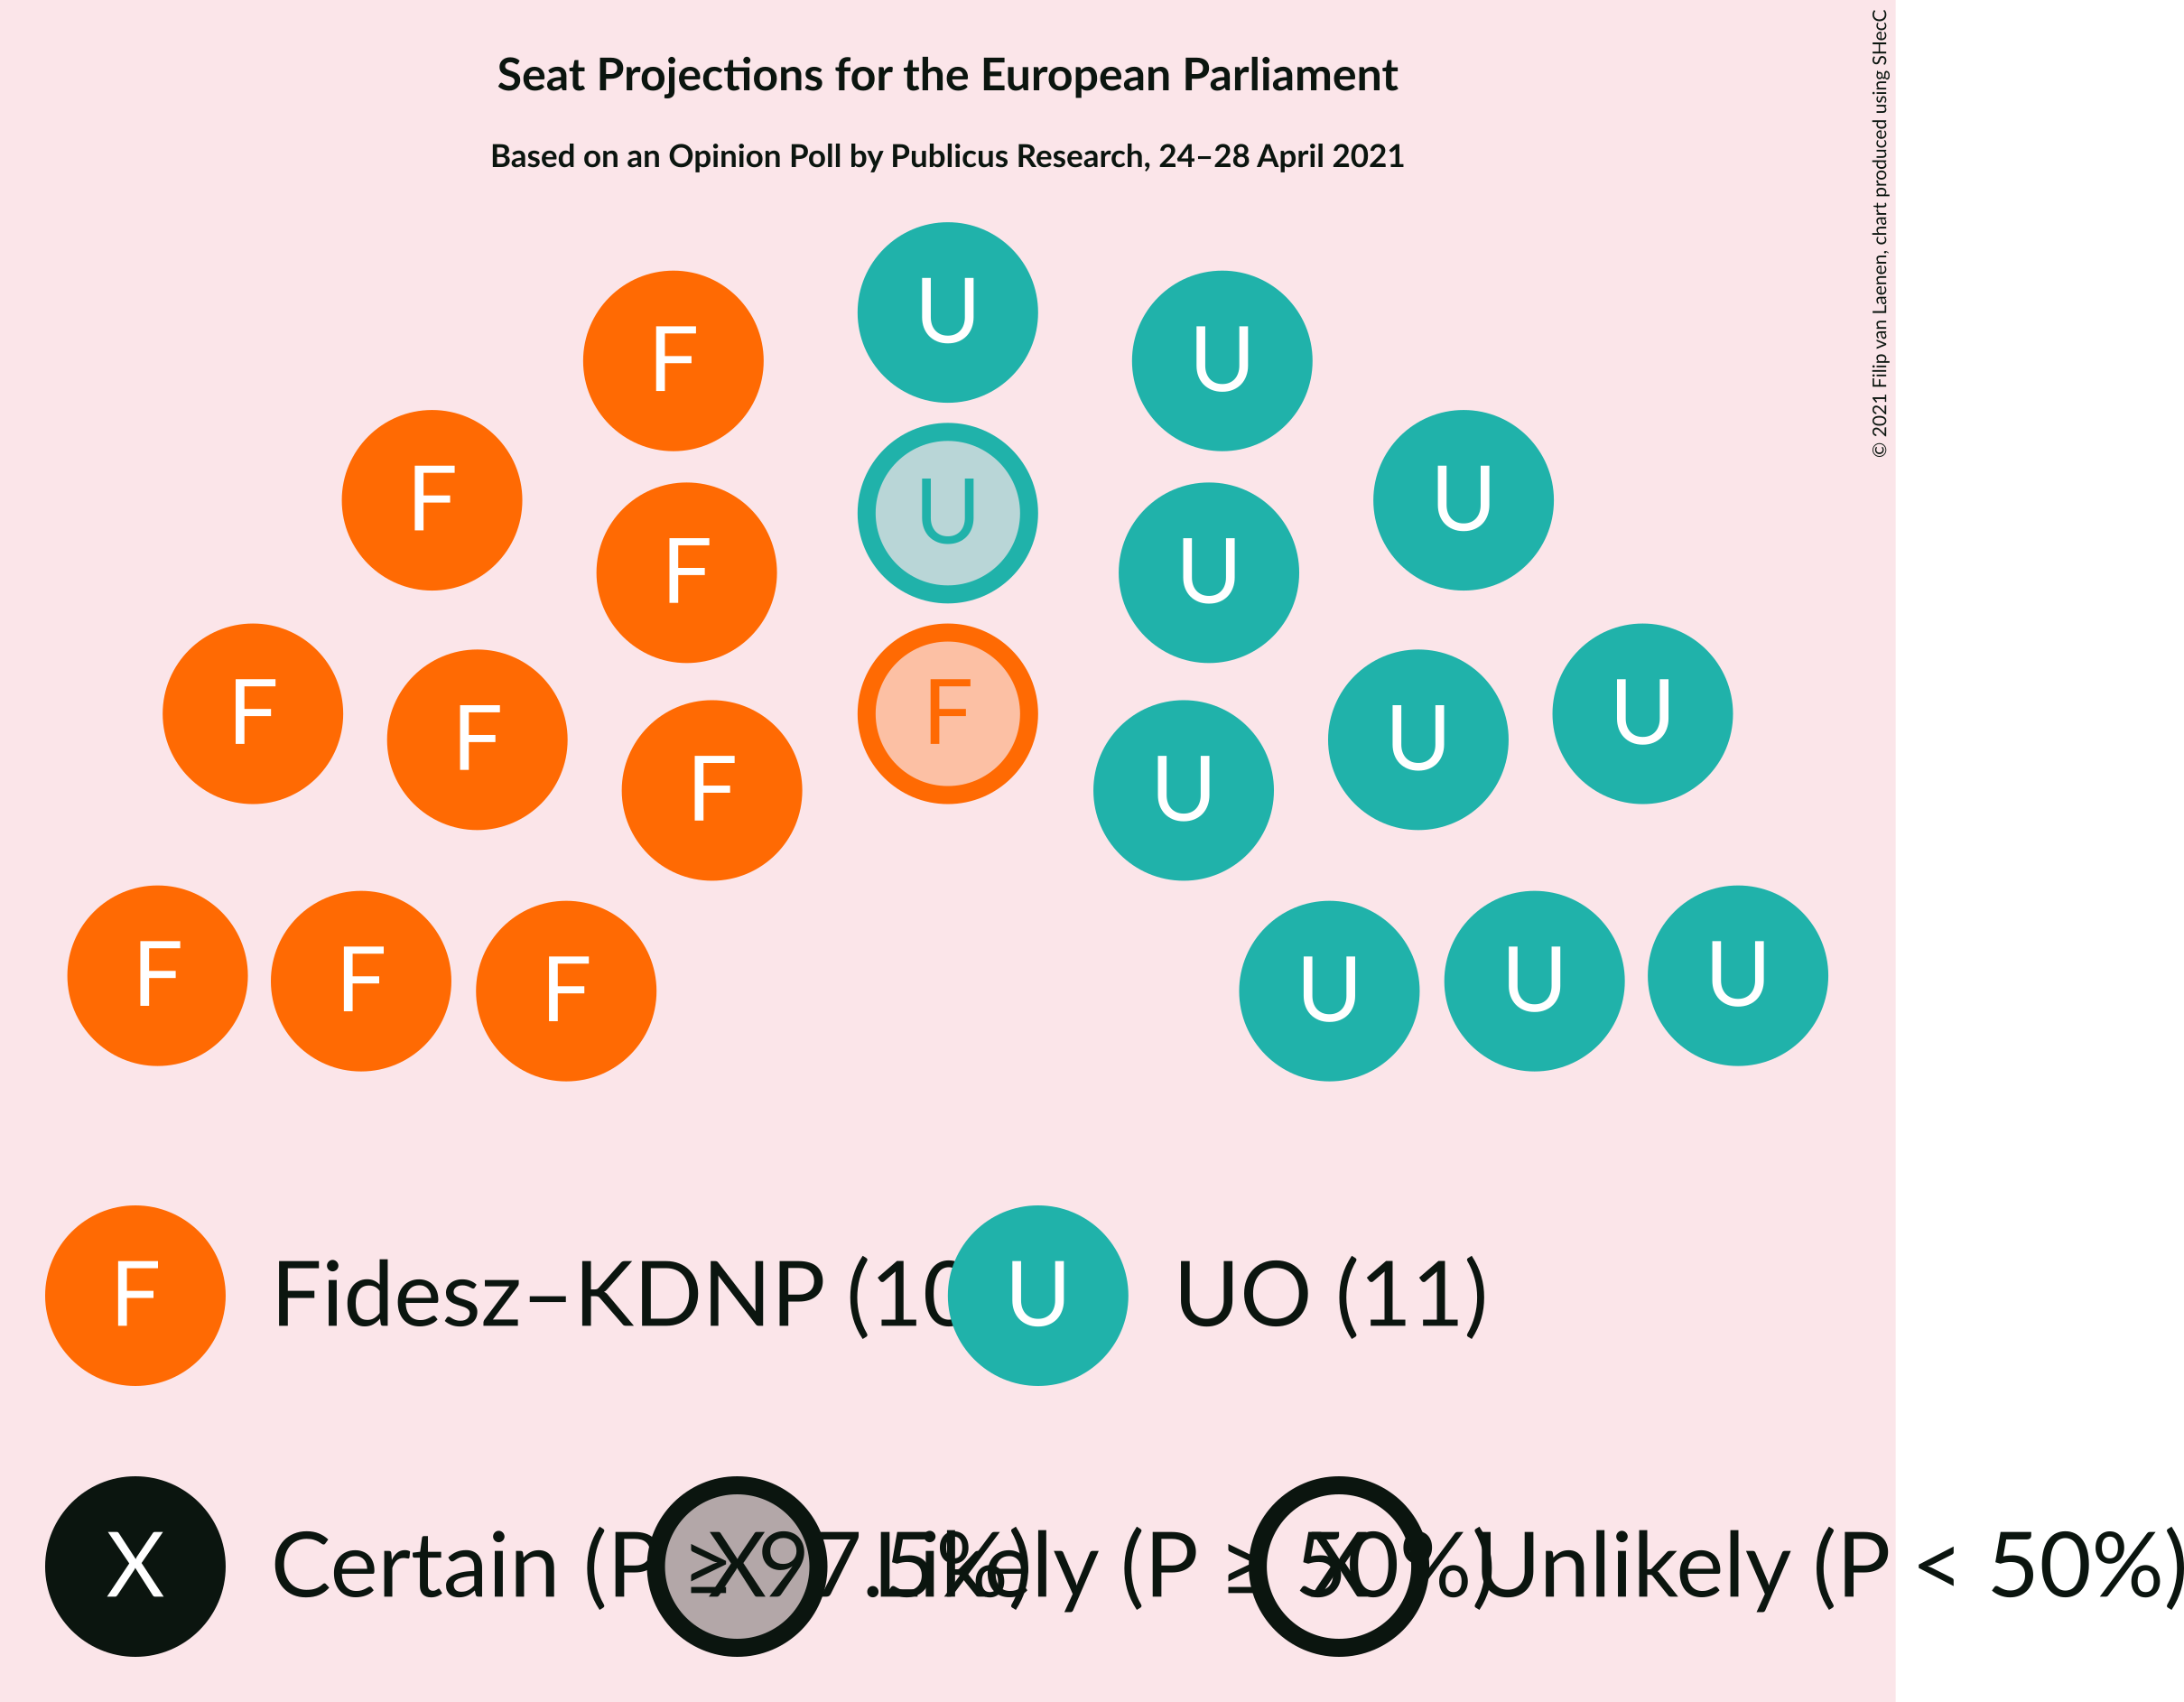 Seat Projections for the European Parliament
Based on an Opinion Poll by Publicus Research, 24–28 April 2021
© 2021 Filip van Laenen, chart produced using SHecC
U
F U
F U
U
F U
F U
F
F U
F U
F U
F U
F U
F Fidesz–KDNP (10 U UO (11)
X Certain (P ≥ 97.5%) X Likely (P ≥ 50%) X Unlikely (P < 50%)